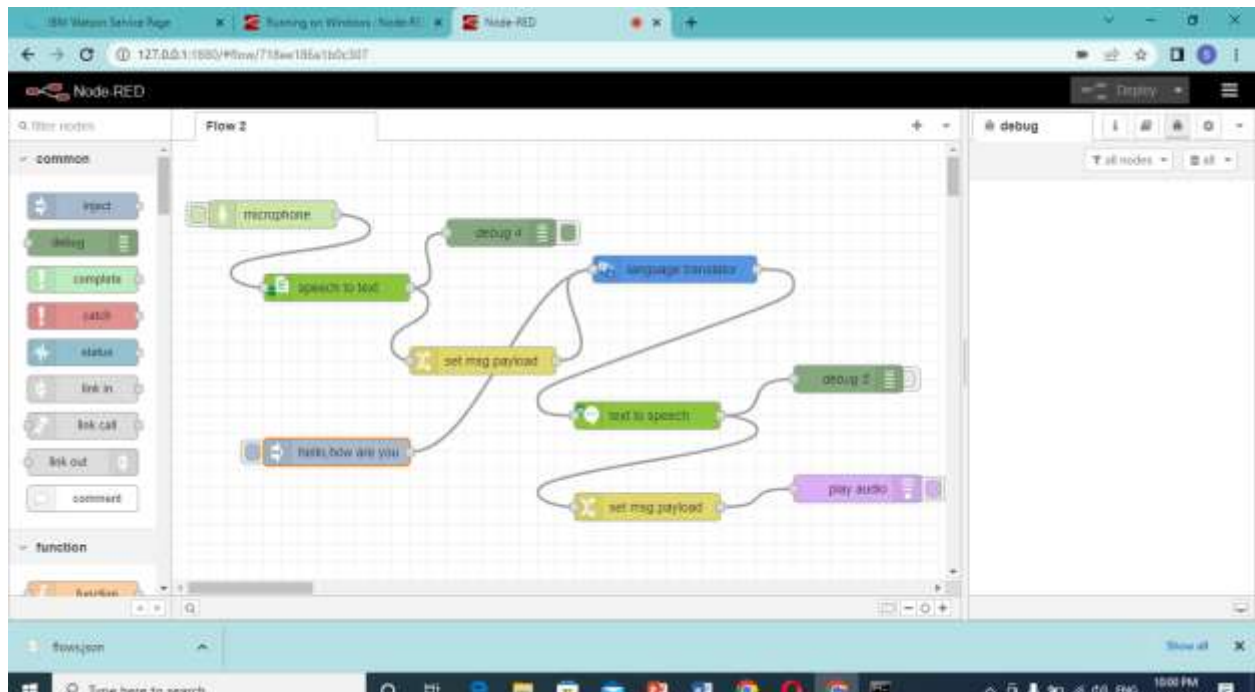 IBM Watson Service Page
Running on Windows : Node-RE
Node-RED
127.0.0.1:1880/#flow/718ee186a1b0c307
S
Node-RED
Deploy
filter nodes
Flow 2
debug
all nodes
all
common
inject
debug
complete
catch
status
link in
link call
link out
comment
function
function
microphone
debug 4
speech to text
language translator
set msg.payload
debug
text to speech
hello,how are you
play audio
set msg.payload
flows.json
Show all
Type here to search
ENG
10:00 PM